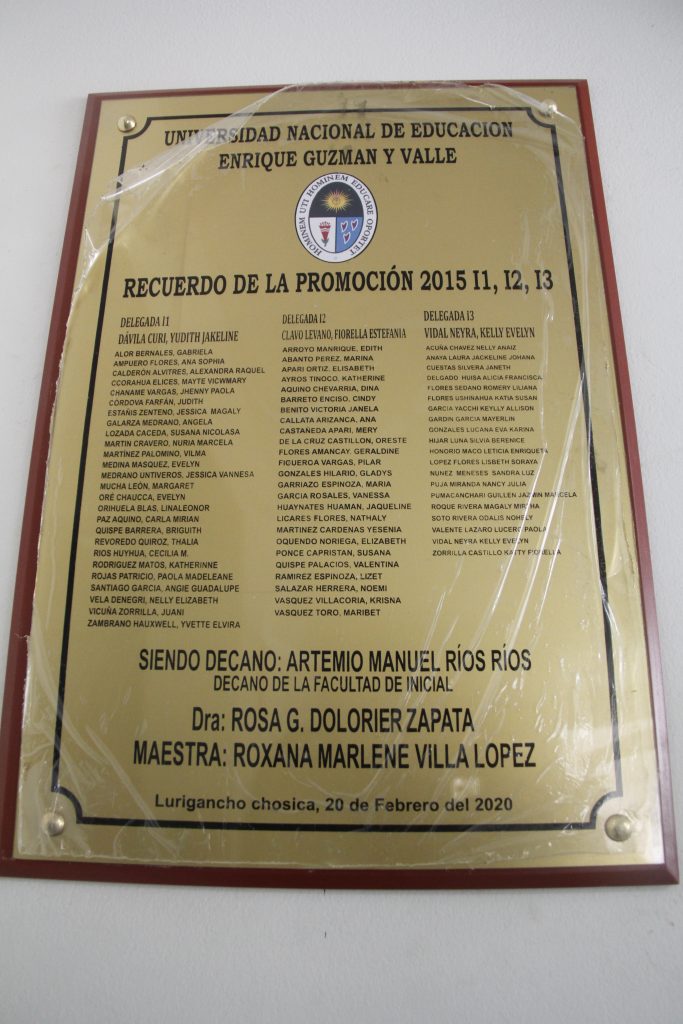 UNIVERSIDAD NACIONAL DE EDUCACION
ENRIQUE GUZMAN Y VALLE
HOMINEM UTI HOMINEM EDUCARE OPORTET
RECUERDO DE LA PROMOCIÓN 2015 I1, I2, I3
DELEGADA I1
DÁVILA CURI, YUDITH JAKELINE
ALOR BERNALES, GABRIELA
AMPUERO FLORES, ANA SOPHIA
CALDERÓN ALVITRES, ALEXANDRA RAQUEL
CCORAHUA ELICES, MAYTE VICWMARY
CHANAME VARGAS, JHENNY PAOLA
CÓRDOVA FARFÁN, JUDITH
ESTAÑIS ZENTENO, JESSICA MAGALY
GALARZA MEDRANO, ANGELA
LOZADA CACEDA, SUSANA NICOLASA
MARTIN CRAVERO, NURIA MARCELA
MARTÍNEZ PALOMINO, VILMA
MEDINA MASQUEZ, EVELYN
MEDRANO UNTIVEROS, JESSICA VANNESA
MUCHA LEÓN, MARGARET
ORÉ CHAUCCA, EVELYN
ORIHUELA BLAS, LINALEONOR
PAZ AQUINO, CARLA MIRIAN
QUISPE BARRERA, BRIGUITH
REVOREDO QUIROZ, THALIA
RIOS HUYHUA, CECILIA M.
RODRIGUEZ MATOS, KATHERINNE
ROJAS PATRICIO, PAOLA MADELEANE
SANTIAGO GARCIA, ANGIE GUADALUPE
VELA DENEGRI, NELLY ELIZABETH
VICUÑA ZORRILLA, JUANI
ZAMBRANO HAUXWELL, YVETTE ELVIRA
DELEGADA I2
CLAVO LEVANO, FIORELLA ESTEFANIA
ARROYO MANRIQUE, EDITH
ABANTO PEREZ, MARINA
APARI ORTIZ, ELISABETH
AYROS TINOCO, KATHERINE
AQUINO CHEVARRIA, DINA
BARRETO ENCISO, CINDY
BENITO VICTORIA JANELA
CALLATA ARIZANCA, ANA
CASTAÑEDA APARI, MERY
DE LA CRUZ CASTILLON, ORESTE
FLORES AMANCAY, GERALDINE
FIGUEROA VARGAS, PILAR
GONZALES HILARIO, GLADYS
GARRIAZO ESPINOZA, MARIA
GARCIA ROSALES, VANESSA
HUAYNATES HUAMAN, JAQUELINE
LICARES FLORES, NATHALY
MARTINEZ CARDENAS YESENIA
OQUENDO NORIEGA, ELIZABETH
PONCE CAPRISTAN, SUSANA
QUISPE PALACIOS, VALENTINA
RAMIREZ ESPINOZA, LIZET
SALAZAR HERRERA, NOEMI
VASQUEZ VILLACORIA, KRISNA
VASQUEZ TORO, MARIBET
DELEGADA I3
VIDAL NEYRA, KELLY EVELYN
ACUÑA CHAVEZ NELLY ANAIZ
ANAYA LAURA JACKELINE JOHANA
CUESTAS SILVERA JANETH
DELGADO HUISA ALICIA FRANCISCA
FLORES SEDANO ROMERY LILIANA
FLORES USHINAHUA KATIA SUSAN
GARCIA YACCHI KEYLLY ALLISON
GARDIN GARCIA MAYERLIN
GONZALES LUCANA EVA KARINA
HIJAR LUNA SILVIA BERENICE
HONORIO MACO LETICIA ENRIQUETA
LOPEZ FLORES LISBETH SORAYA
NUNEZ MENESES SANDRA LUZ
PUJA MIRANDA NANCY JULIA
PUMACANCHARI GUILLEN JAZMIN MARCELA
ROQUE RIVERA MAGALY MIRTHA
SOTO RIVERA ODALIS NOHELY
VALENTE LAZARO LUCERO PAOLA
VIDAL NEYRA KELLY EVELYN
ZORRILLA CASTILLO KATTY FIORELLA
SIENDO DECANO: ARTEMIO MANUEL RÍOS RÍOS
DECANO DE LA FACULTAD DE INICIAL
Dra: ROSA G. DOLORIER ZAPATA
MAESTRA: ROXANA MARLENE VILLA LOPEZ
Lurigancho chosica, 20 de Febrero del 2020